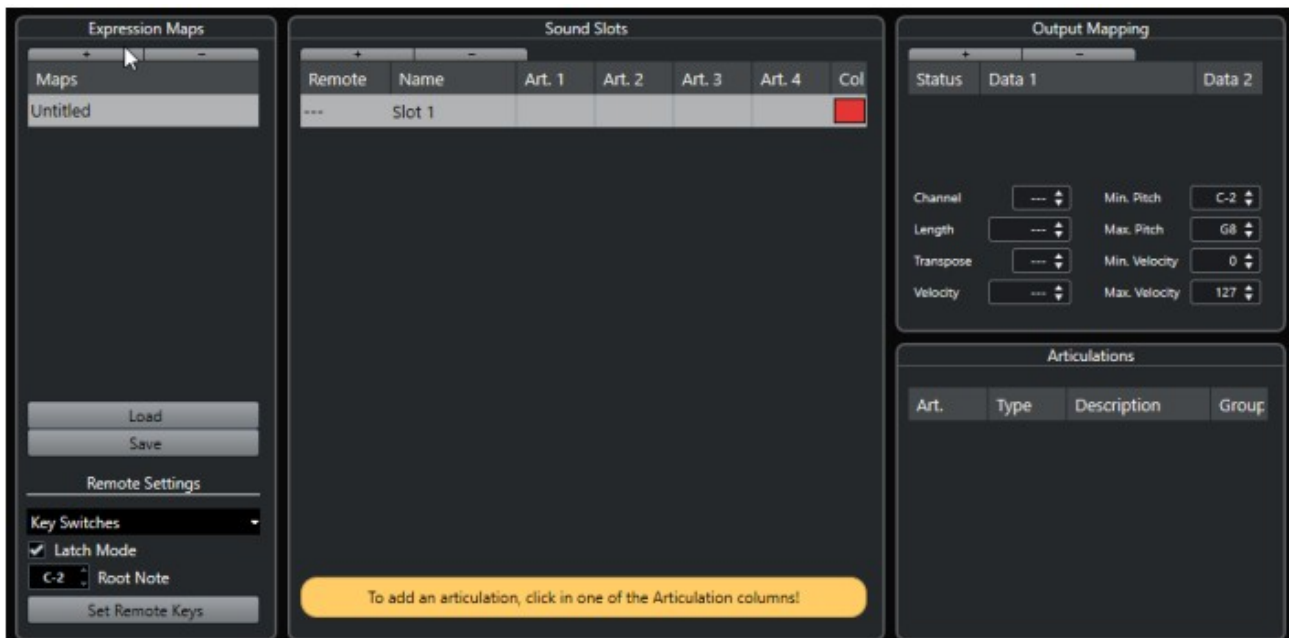 Expression Maps
+ −
Maps
Untitled
Load
Save
Remote Settings
Key Switches
Latch Mode
C-2 Root Note
Set Remote Keys
Sound Slots
+ −
Remote Name Art. 1 Art. 2 Art. 3 Art. 4 Col
--- Slot 1
To add an articulation, click in one of the Articulation columns!
Output Mapping
+ −
Status Data 1 Data 2
Channel --- Min. Pitch C-2
Length --- Max. Pitch G8
Transpose --- Min. Velocity 0
Velocity --- Max. Velocity 127
Articulations
Art. Type Description Group